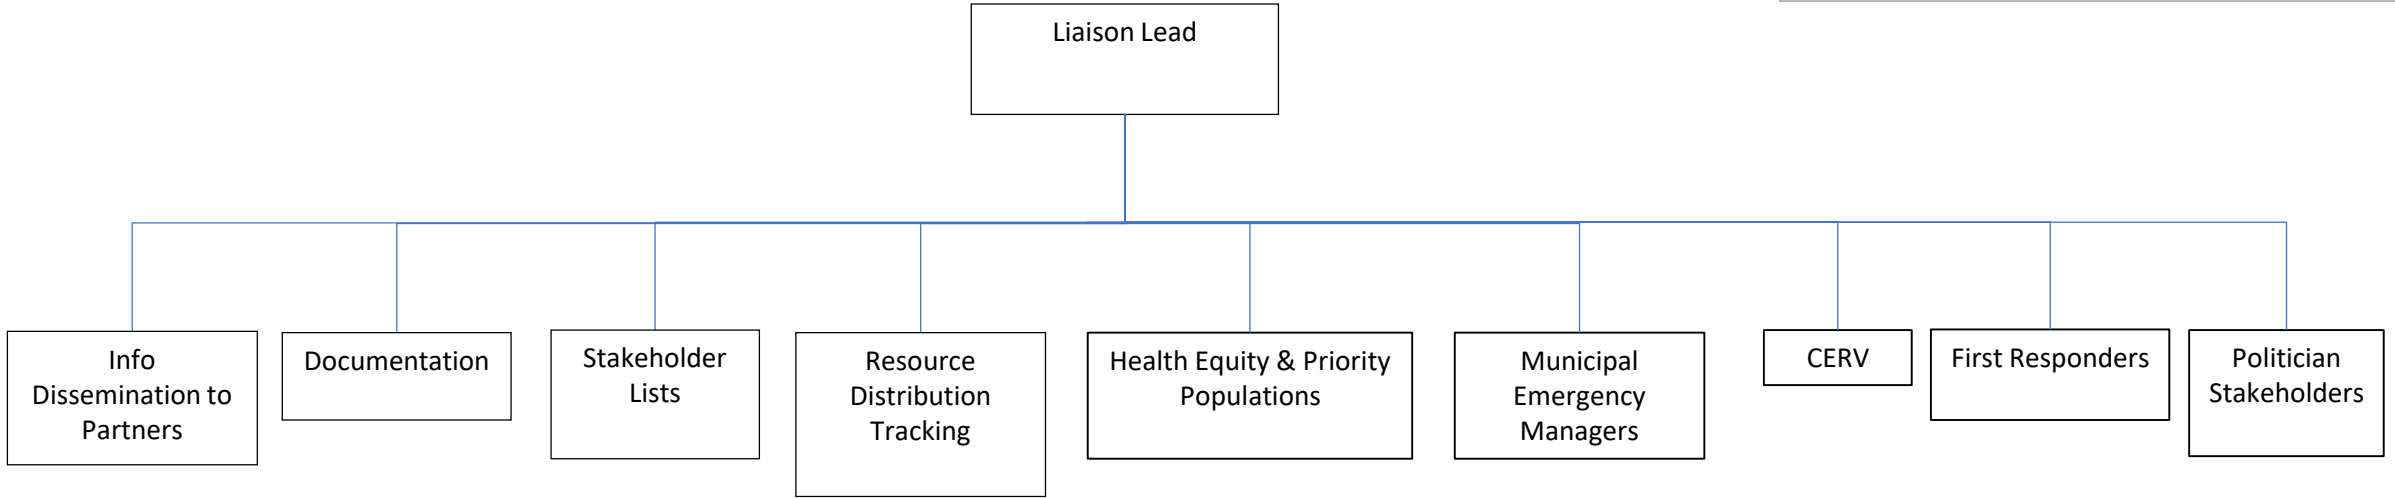 Liaison Lead
Info
Dissemination to
Partners
Documentation
Stakeholder
Lists
Resource
Distribution
Tracking
Health Equity & Priority
Populations
Municipal
Emergency
Managers
CERV
First Responders
Politician
Stakeholders